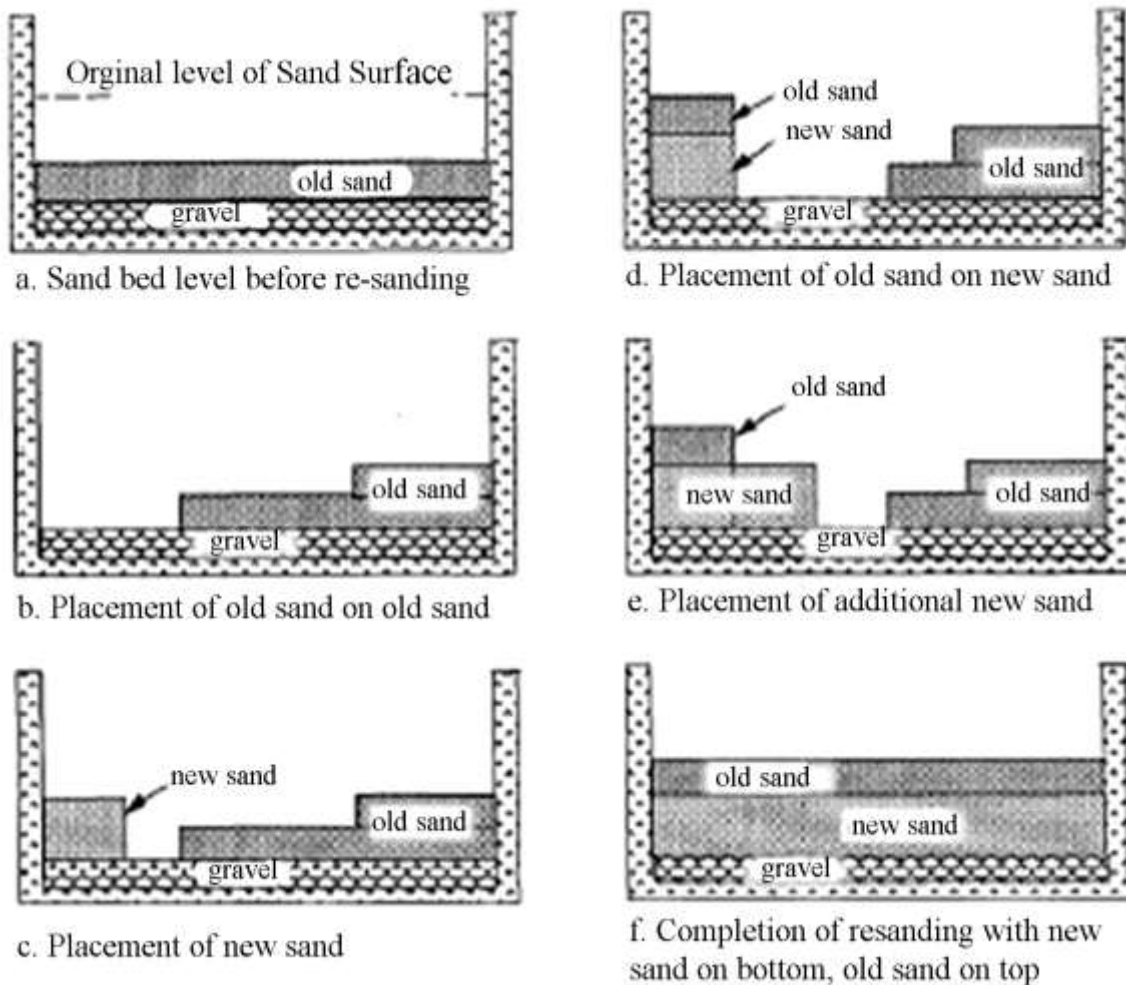 Orginal level of Sand Surface
old sand
gravel
a. Sand bed level before re-sanding
old sand
gravel
b. Placement of old sand on old sand
new sand
old sand
gravel
c. Placement of new sand
old sand
new sand
old sand
gravel
d. Placement of old sand on new sand
old sand
new sand
old sand
gravel
e. Placement of additional new sand
old sand
new sand
gravel
f. Completion of resanding with new
sand on bottom, old sand on top